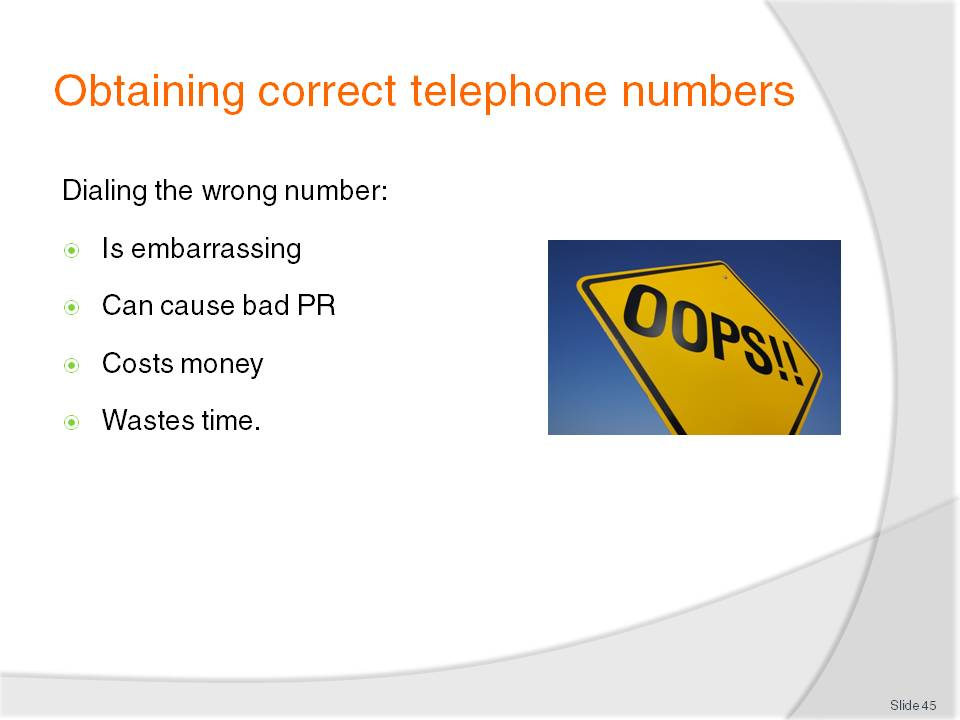 Obtaining correct telephone numbers
Dialing the wrong number:
Is embarrassing
Can cause bad PR
Costs money
Wastes time.
OOPS!!
Slide 45